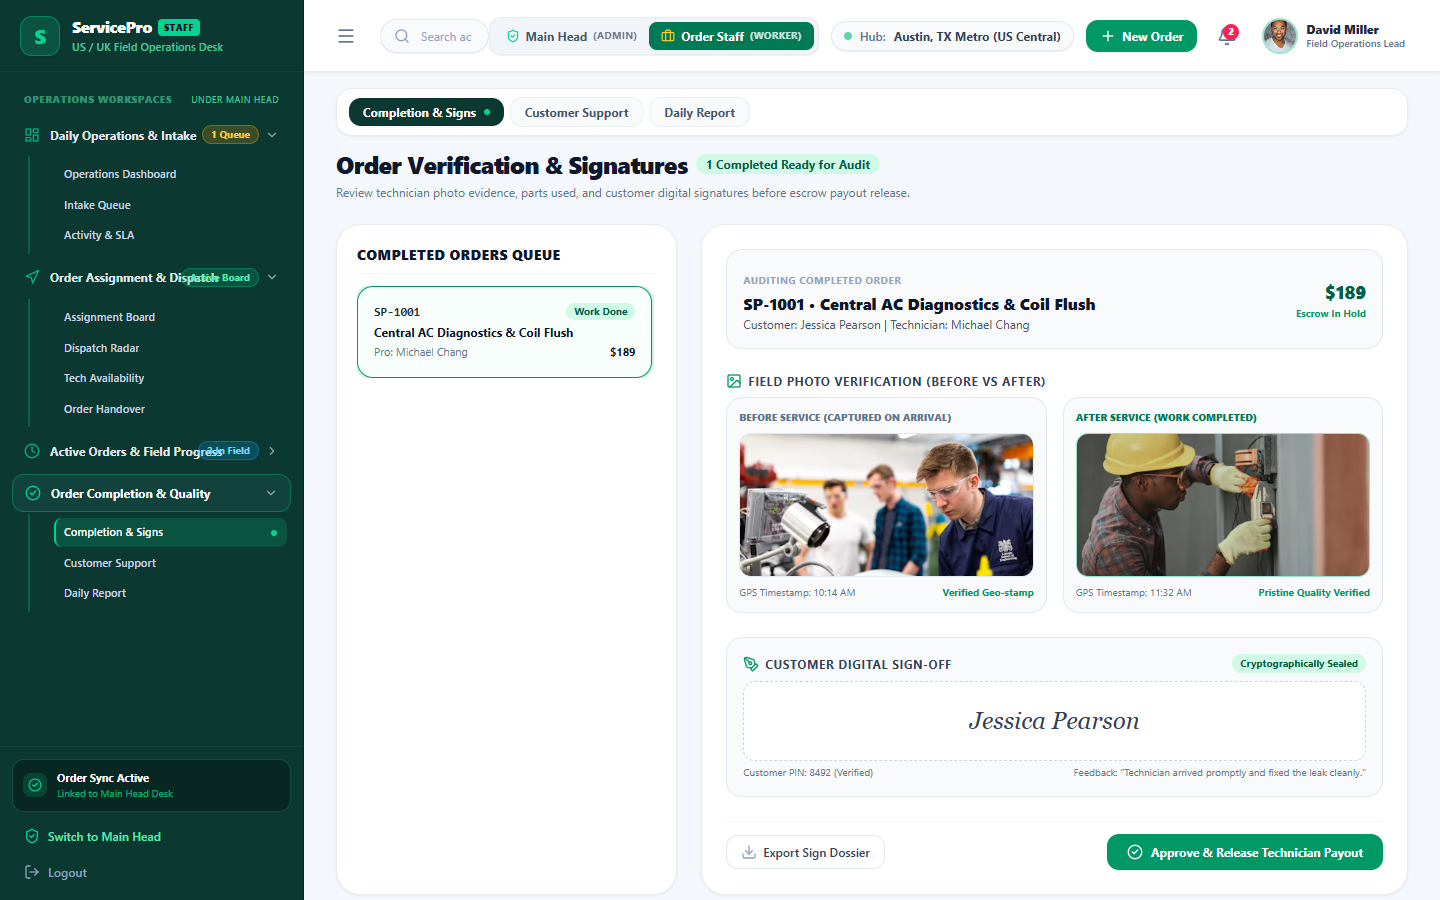 S
ServicePro STAFF
US / UK Field Operations Desk
OPERATIONS WORKSPACES UNDER MAIN HEAD
Daily Operations & Intake 1 Queue
Operations Dashboard
Intake Queue
Activity & SLA
Order Assignment & Dispatch Board
Assignment Board
Dispatch Radar
Tech Availability
Order Handover
Active Orders & Field Progress In Field
Order Completion & Quality
Completion & Signs
Customer Support
Daily Report
Order Sync Active
Linked to Main Head Desk
Switch to Main Head
Logout
Search ac
Main Head (ADMIN)
Order Staff (WORKER)
Hub: Austin, TX Metro (US Central)
New Order
2
David Miller
Field Operations Lead
Completion & Signs
Customer Support
Daily Report
Order Verification & Signatures 1 Completed Ready for Audit
Review technician photo evidence, parts used, and customer digital signatures before escrow payout release.
COMPLETED ORDERS QUEUE
SP-1001 Work Done
Central AC Diagnostics & Coil Flush
Pro: Michael Chang $189
AUDITING COMPLETED ORDER
SP-1001 • Central AC Diagnostics & Coil Flush
Customer: Jessica Pearson | Technician: Michael Chang
$189
Escrow In Hold
FIELD PHOTO VERIFICATION (BEFORE VS AFTER)
BEFORE SERVICE (CAPTURED ON ARRIVAL)
GPS Timestamp: 10:14 AM Verified Geo-stamp
AFTER SERVICE (WORK COMPLETED)
GPS Timestamp: 11:32 AM Pristine Quality Verified
CUSTOMER DIGITAL SIGN-OFF Cryptographically Sealed
Jessica Pearson
Customer PIN: 8492 (Verified) Feedback: "Technician arrived promptly and fixed the leak cleanly."
Export Sign Dossier
Approve & Release Technician Payout